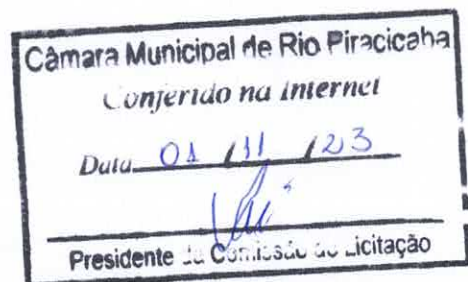 Câmara Municipal de Rio Piracicaba
Conferido na Internet
Data 01 / 11 / 23
Presidente da Comissão de Licitação